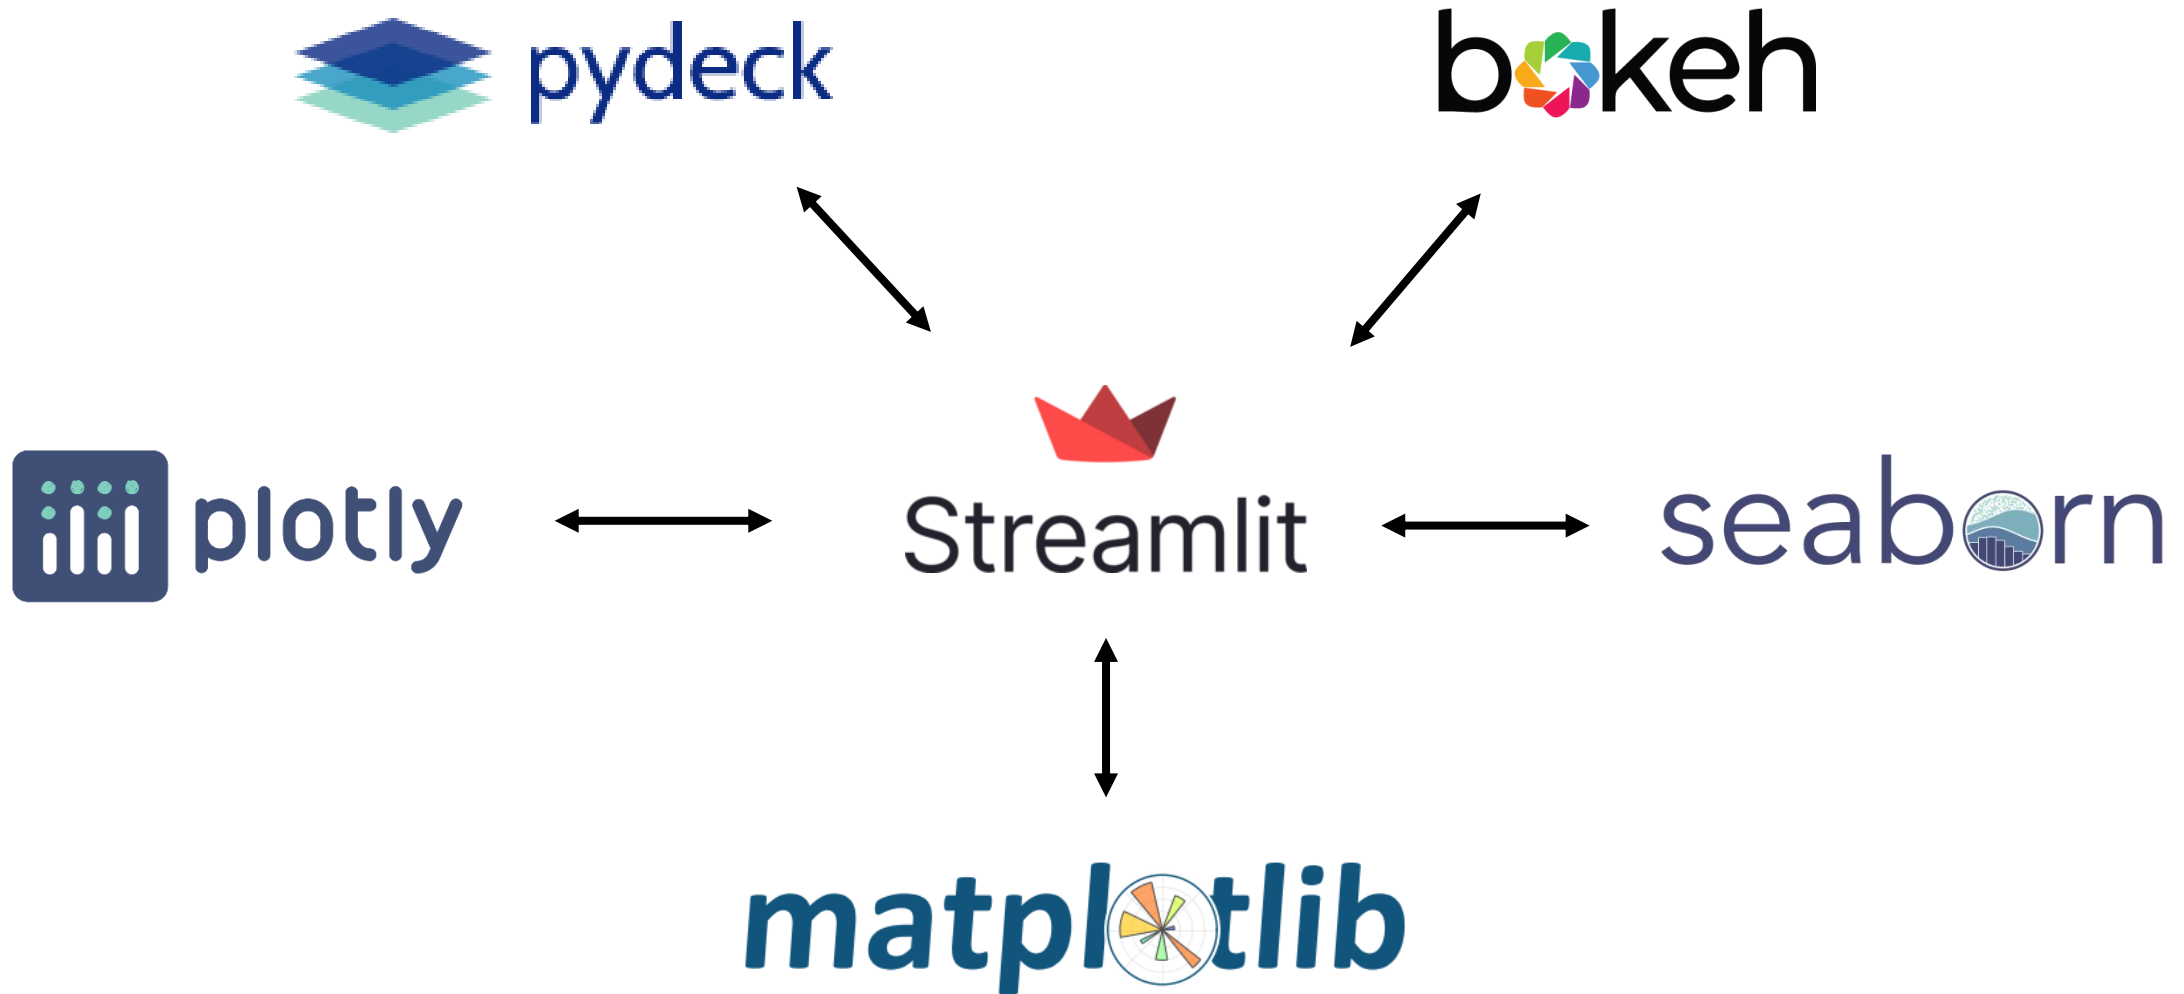 pydeck
bokeh
plotly
Streamlit
seaborn
matplotlib